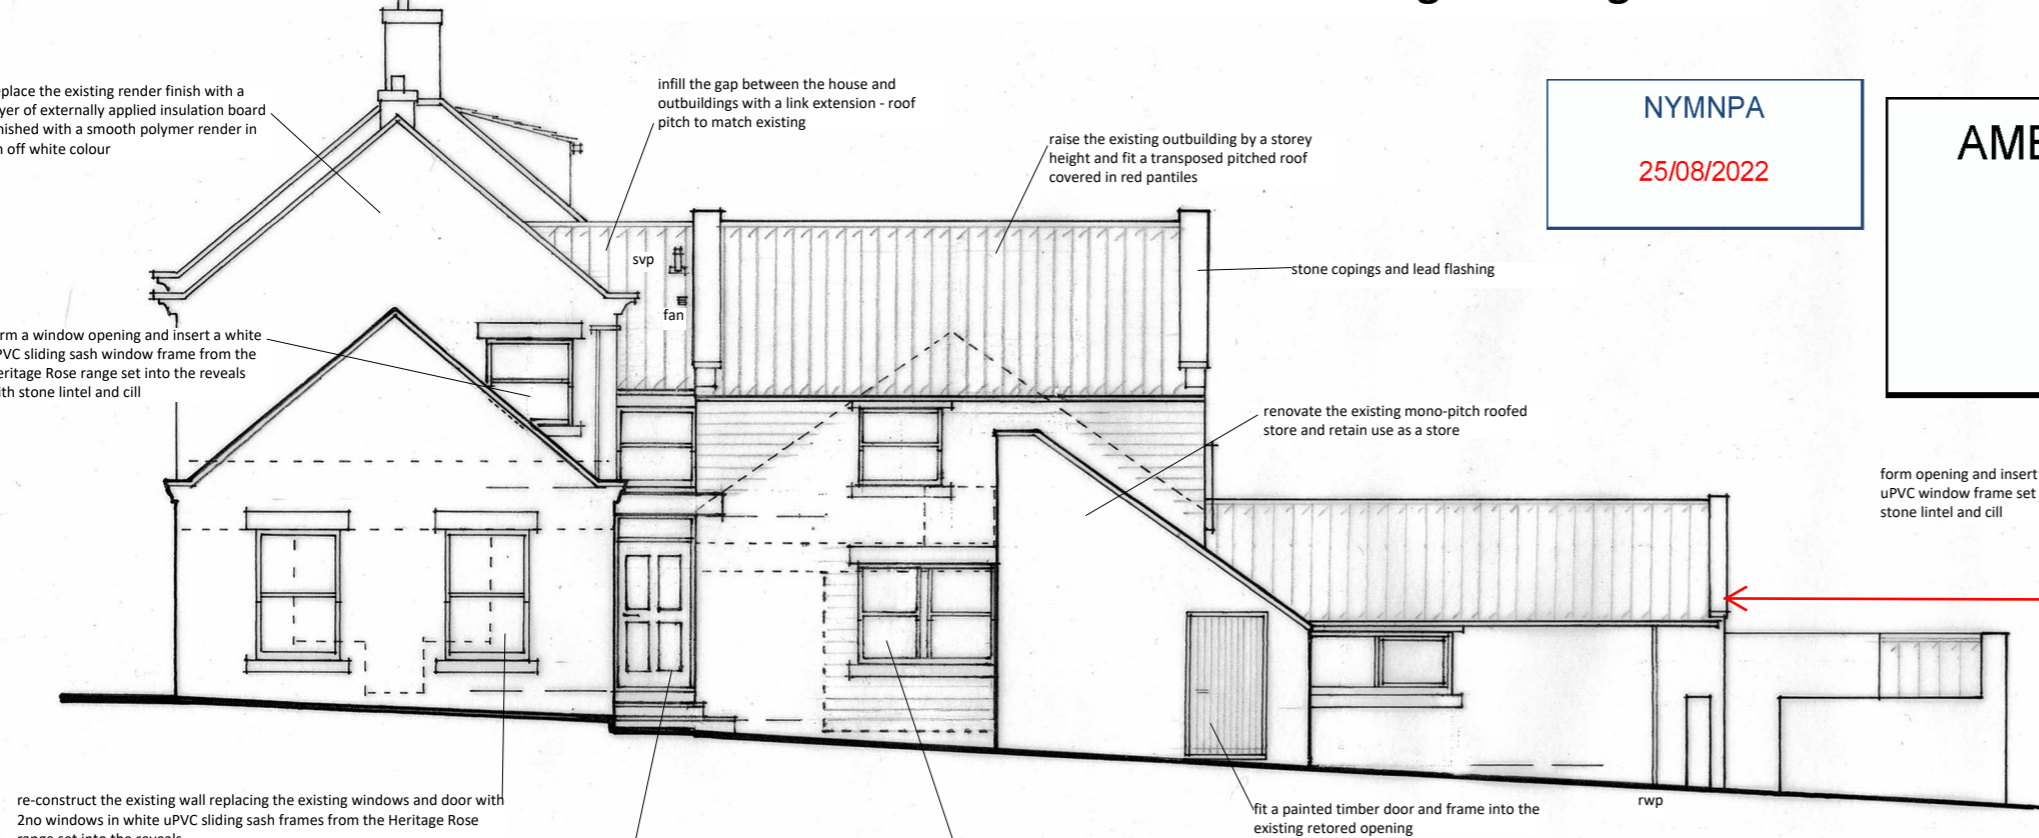 place the existing render finish with a
yer of externally applied insulation board
nished with a smooth polymer render in
off white colour
infill the gap between the house and
outbuildings with a link extension - roof
pitch to match existing
raise the existing outbuilding by a storey
height and fit a transposed pitched roof
covered in red pantiles
NYMNPA
25/08/2022
AME
svp
fan
stone copings and lead flashing
rm a window opening and insert a white
PVC sliding sash window frame from the
eritage Rose range set into the reveals
ith stone lintel and cill
renovate the existing mono-pitch roofed
store and retain use as a store
form opening and insert
uPVC window frame set
stone lintel and cill
re-construct the existing wall replacing the existing windows and door with
2no windows in white uPVC sliding sash frames from the Heritage Rose
range set into the reveals
fit a painted timber door and frame into the
existing retored opening
rwp